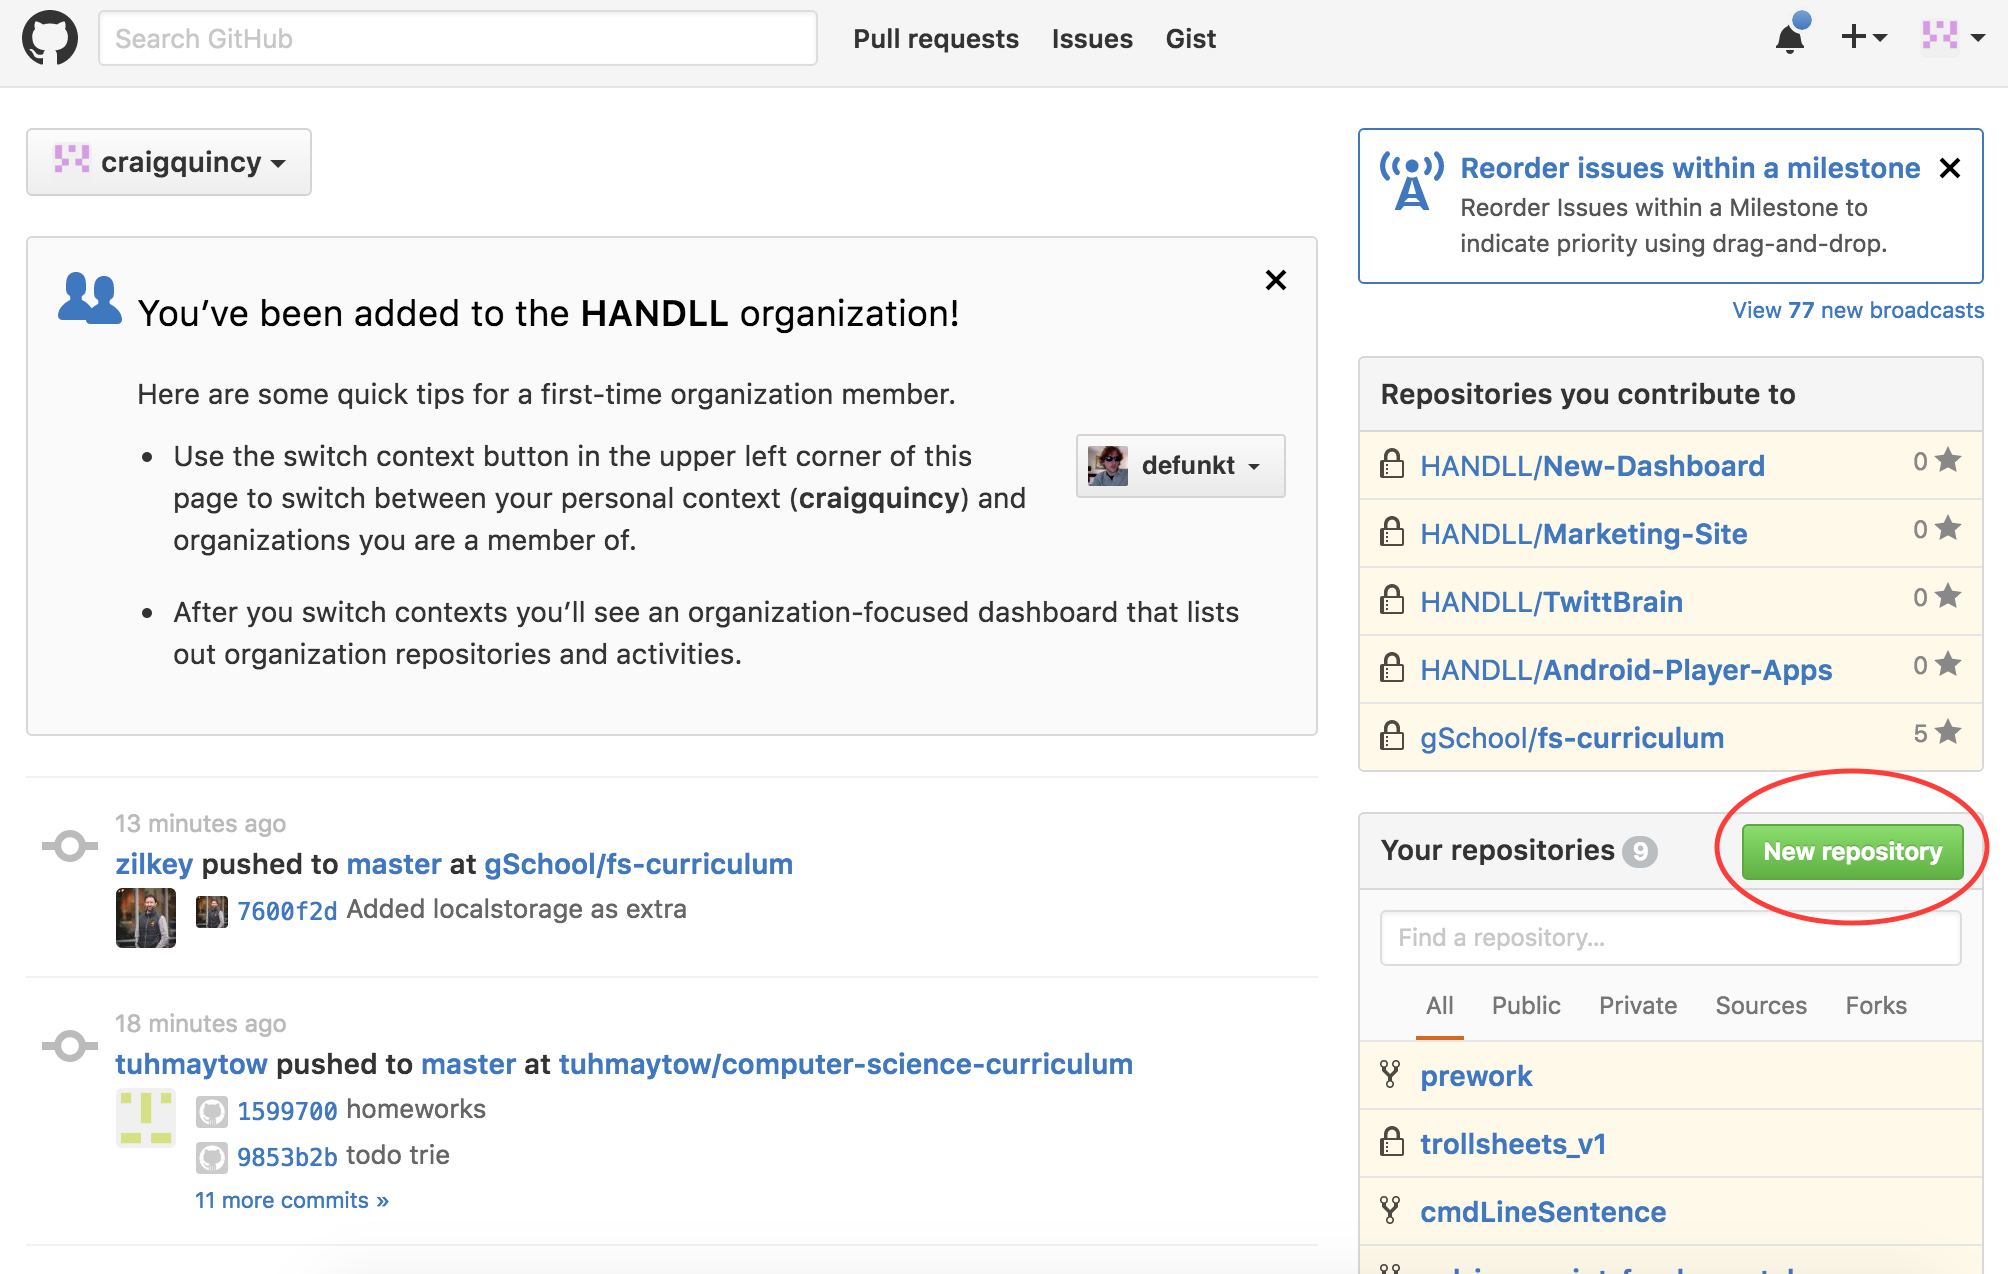 Search GitHub
Pull requests Issues Gist
craigquincy
You’ve been added to the HANDLL organization!
Here are some quick tips for a first-time organization member.
Use the switch context button in the upper left corner of this
page to switch between your personal context (craigquincy) and
organizations you are a member of.
defunkt
After you switch contexts you’ll see an organization-focused dashboard that lists
out organization repositories and activities.
13 minutes ago
zilkey pushed to master at gSchool/fs-curriculum
7600f2d Added localstorage as extra
18 minutes ago
tuhmaytow pushed to master at tuhmaytow/computer-science-curriculum
1599700 homeworks
9853b2b todo trie
11 more commits »
Reorder issues within a milestone
Reorder Issues within a Milestone to
indicate priority using drag-and-drop.
View 77 new broadcasts
Repositories you contribute to
HANDLL/New-Dashboard 0
HANDLL/Marketing-Site 0
HANDLL/TwittBrain 0
HANDLL/Android-Player-Apps 0
gSchool/fs-curriculum 5
Your repositories 9 New repository
Find a repository...
All Public Private Sources Forks
prework
trollsheets_v1
cmdLineSentence